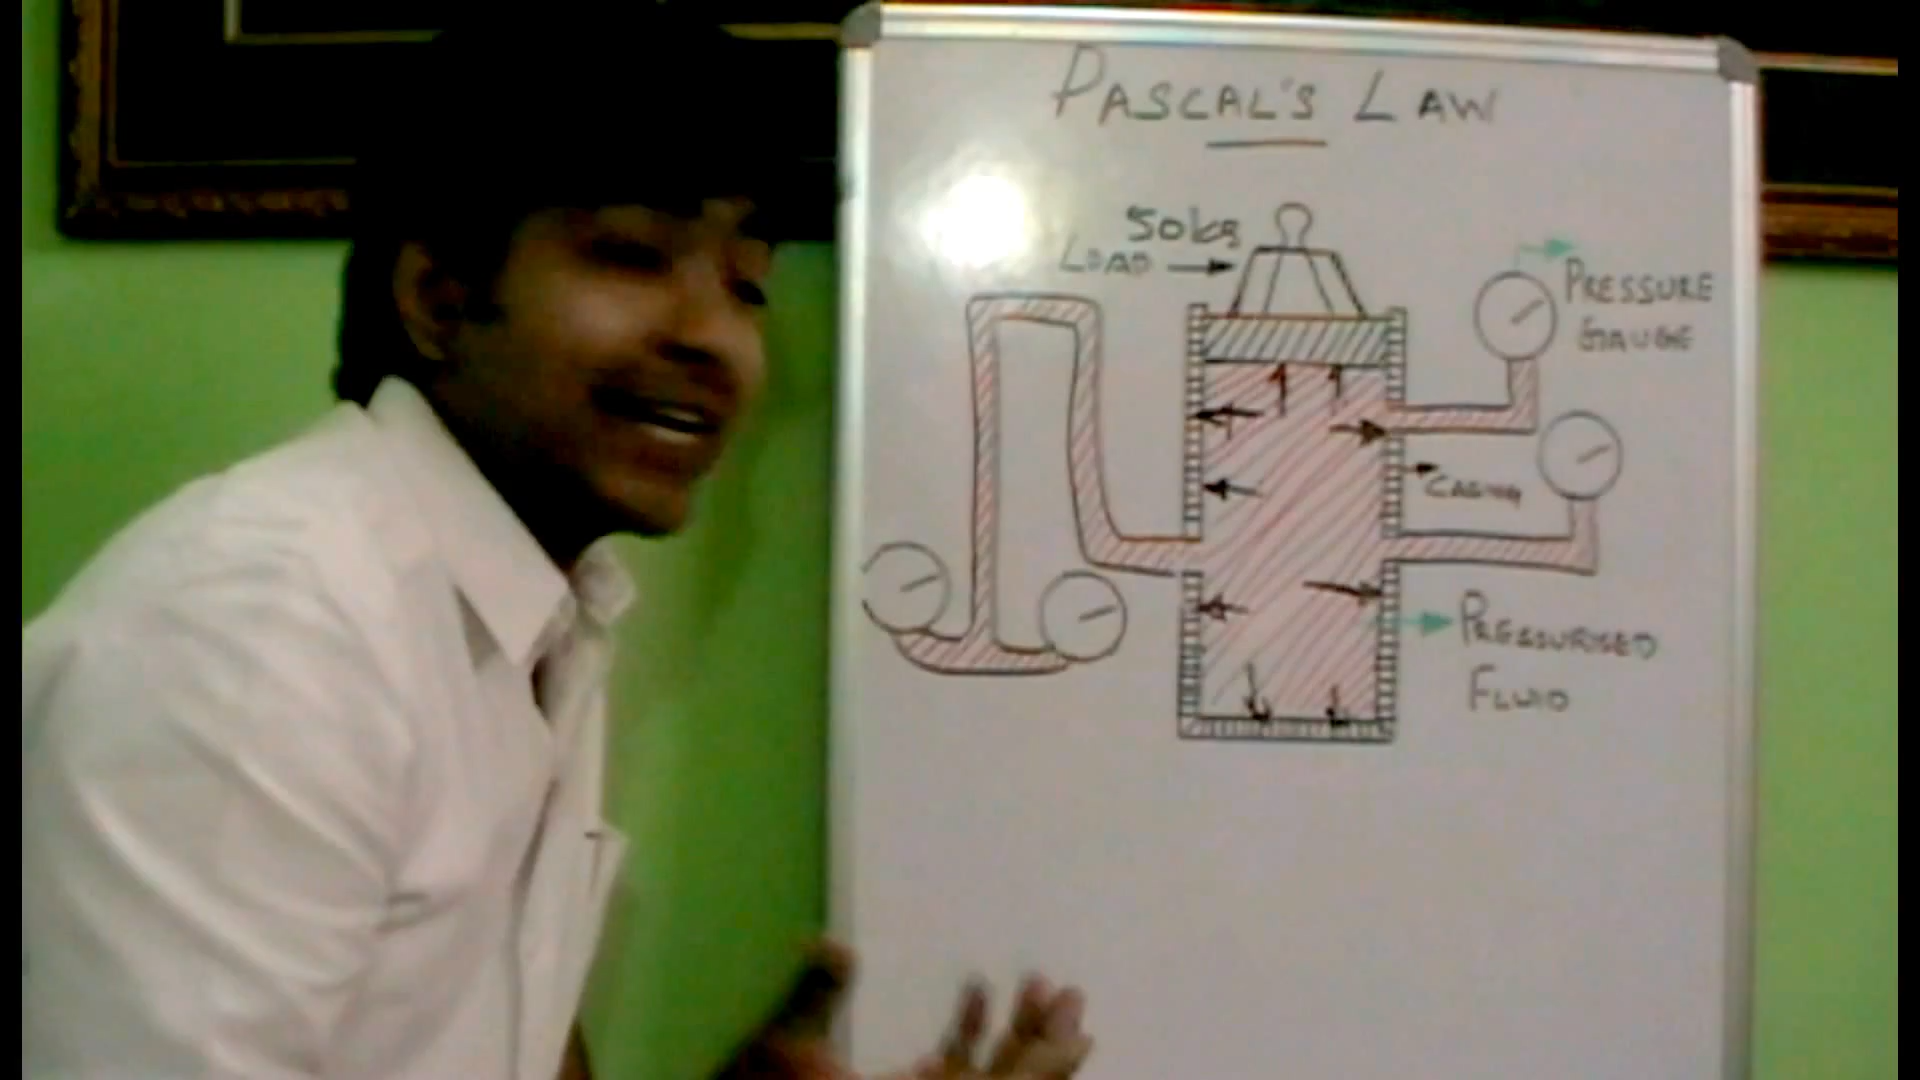 PASCAL'S LAW
50kg
LOAD
PRESSURE
GAUGE
CASING
PRESSURISED
FLUID